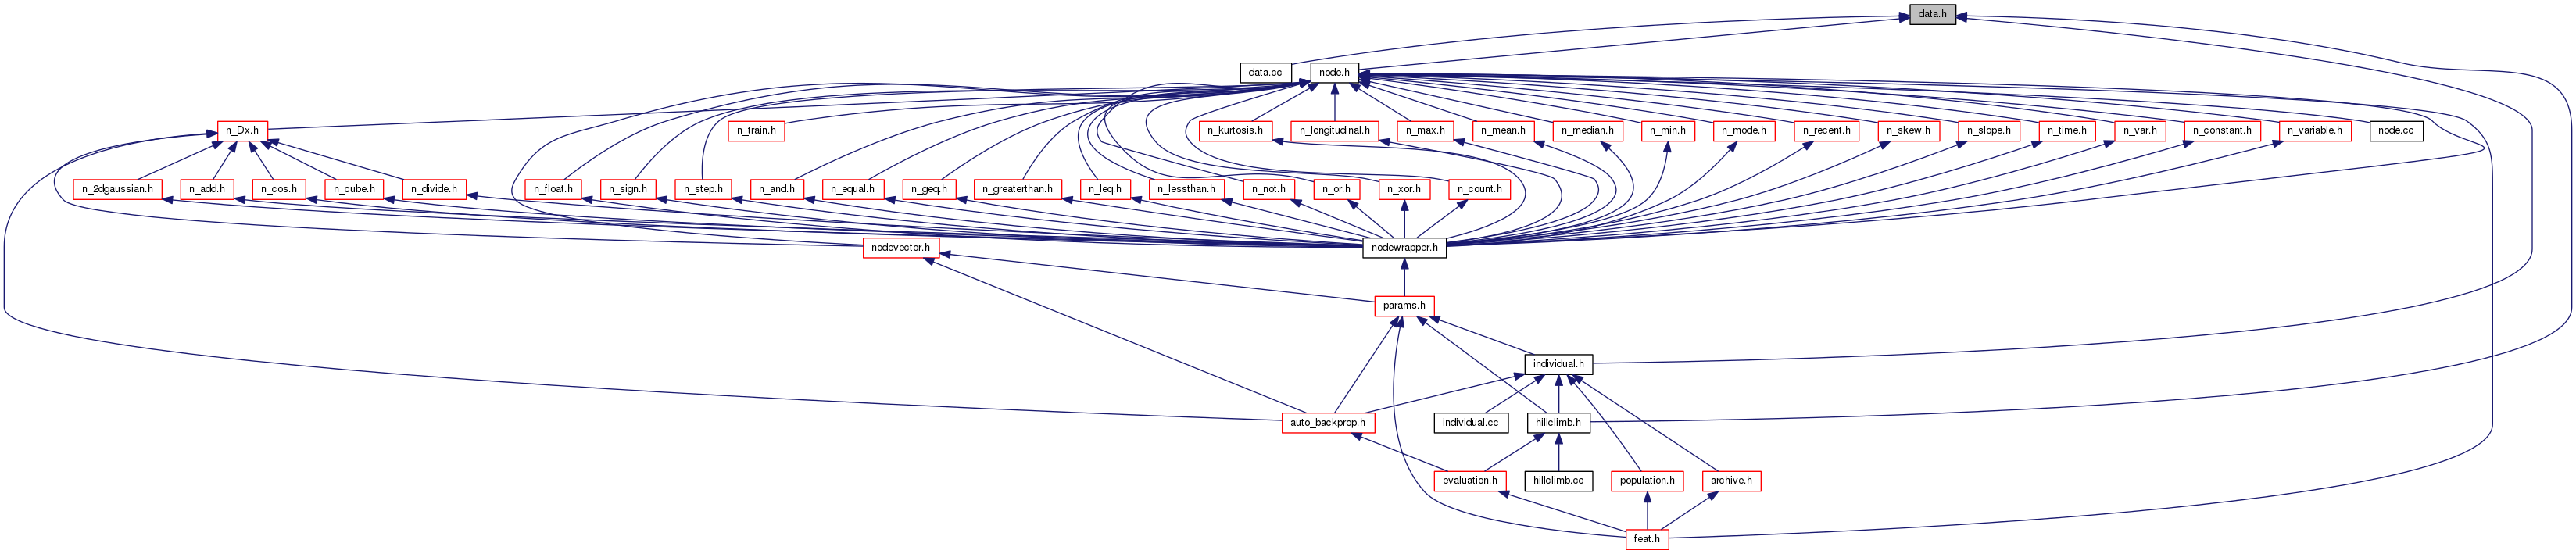 data.h
data.cc
node.h
n_Dx.h
n_train.h
n_kurtosis.h
n_longitudinal.h
n_max.h
n_mean.h
n_median.h
n_min.h
n_mode.h
n_recent.h
n_skew.h
n_slope.h
n_time.h
n_var.h
n_constant.h
n_variable.h
node.cc
n_2dgaussian.h
n_add.h
n_cos.h
n_cube.h
n_divide.h
n_float.h
n_sign.h
n_step.h
n_and.h
n_equal.h
n_geq.h
n_greaterthan.h
n_leq.h
n_lessthan.h
n_not.h
n_or.h
n_xor.h
n_count.h
nodevector.h
nodewrapper.h
params.h
individual.h
auto_backprop.h
individual.cc
hillclimb.h
evaluation.h
hillclimb.cc
population.h
archive.h
feat.h